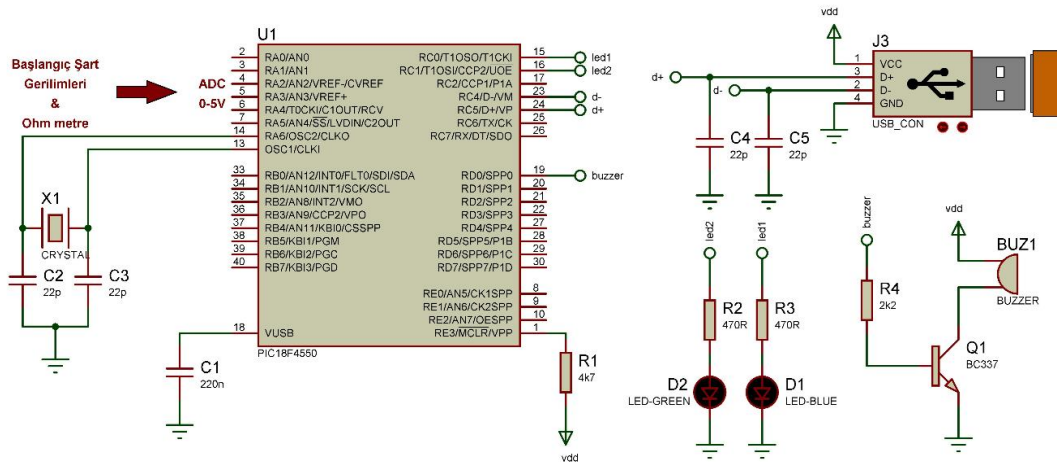 Başlangıç Şart
Gerilimleri
&
Ohm metre
ADC
0-5V
U1
2 RA0/AN0
3 RA1/AN1
4 RA2/AN2/VREF-/CVREF
5 RA3/AN3/VREF+
6 RA4/T0CKI/C1OUT/RCV
7 RA5/AN4/SS/LVDIN/C2OUT
14 RA6/OSC2/CLKO
13 OSC1/CLKI
33 RB0/AN12/INT0/FLT0/SDI/SDA
34 RB1/AN10/INT1/SCK/SCL
35 RB2/AN8/INT2/VMO
36 RB3/AN9/CCP2/VPO
37 RB4/AN11/KBI0/CSSPP
38 RB5/KBI1/PGM
39 RB6/KBI2/PGC
40 RB7/KBI3/PGD
18 VUSB
PIC18F4550
RC0/T1OSO/T1CKI 15 led1
RC1/T1OSI/CCP2/UOE 16 led2
RC2/CCP1/P1A 17
RC4/D-/VM 23 d-
RC5/D+/VP 24 d+
RC6/TX/CK 25
RC7/RX/DT/SDO 26
RD0/SPP0 19 buzzer
RD1/SPP1 20
RD2/SPP2 21
RD3/SPP3 22
RD4/SPP4 27
RD5/SPP5/P1B 28
RD6/SPP6/P1C 29
RD7/SPP7/P1D 30
RE0/AN5/CK1SPP 8
RE1/AN6/CK2SPP 9
RE2/AN7/OESPP 10
RE3/MCLR/VPP 1
X1
CRYSTAL
C2
22p
C3
22p
C1
220n
R1
4k7
vdd
vdd
J3
1 VCC
3 D+
2 D-
4 GND
USB_CON
d+
d-
C4
22p
C5
22p
led2
led1
R2
470R
R3
470R
D2
LED-GREEN
D1
LED-BLUE
buzzer
R4
2k2
vdd
BUZ1
BUZZER
Q1
BC337